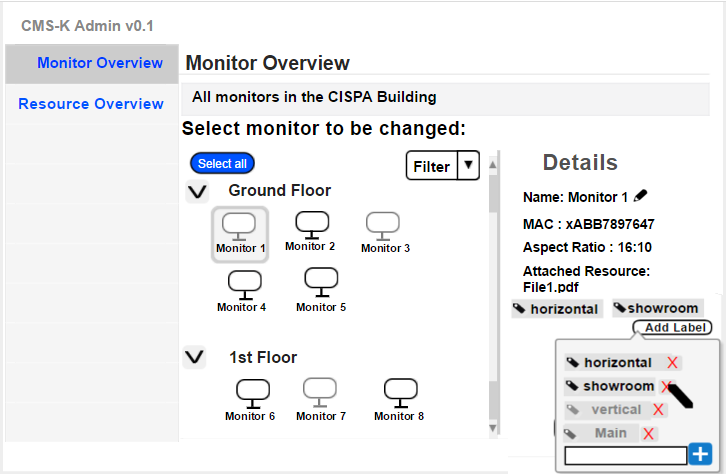 CMS-K Admin v0.1
Monitor Overview
Resource Overview
Monitor Overview
All monitors in the CISPA Building
Select monitor to be changed:
Select all
Filter
Ground Floor
Monitor 1
Monitor 2
Monitor 3
Monitor 4
Monitor 5
1st Floor
Monitor 6
Monitor 7
Monitor 8
Details
Name: Monitor 1
MAC : xABB7897647
Aspect Ratio : 16:10
Attached Resource:
File1.pdf
horizontal
showroom
Add Label
horizontal X
showroom X
vertical X
Main X